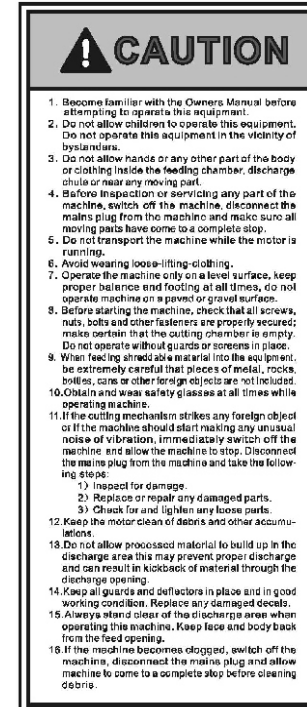 CAUTION
1. Become familiar with the Owners Manual before
attempting to operate this equipment.
2. Do not allow children to operate this equipment.
Do not operate this equipment in the vicinity of
bystanders.
3. Do not allow hands or any other part of the body
or clothing inside the feeding chamber, discharge
chute or near any moving part.
4. Before inspection or servicing any part of the
machine, switch off the machine, disconnect the
mains plug from the machine and make sure all
moving parts have come to a complete stop.
5. Do not transport the machine while the motor is
running.
6. Avoid wearing loose-lifting-clothing.
7. Operate the machine only on a level surface, keep
proper balance and footing at all times, do not
operate machine on a paved or gravel surface.
8. Before starting the machine, check that all screws,
nuts, bolts and other fasteners are properly secured;
make certain that the cutting chamber is empty.
Do not operate without guards or screens in place.
9. When feeding shreddable material into the equipment,
be extremely careful that pieces of metal, rocks,
bottles, cans or other foreign objects are not included.
10.Obtain and wear safety glasses at all times while
operating machine.
11.If the cutting mechanism strikes any foreign object
or if the machine should start making any unusual
noise of vibration, immediately switch off the
machine and allow the machine to stop. Disconnect
the mains plug from the machine and take the follow-
ing steps:
1) Inspect for damage.
2) Replace or repair any damaged parts.
3) Check for and tighten any loose parts.
12.Keep the motor clean of debris and other accumu-
lations.
13.Do not allow processed material to build up in the
discharge area this may prevent proper discharge
and can result in kickback of material through the
discharge opening.
14.Keep all guards and deflectors in place and in good
working condition. Replace any damaged decals.
15.Always stand clear of the discharge area when
operating this machine. Keep face and body back
from the feed opening.
16.If the machine becomes clogged, switch off the
machine, disconnect the mains plug and allow
machine to come to a complete stop before cleaning
debris.